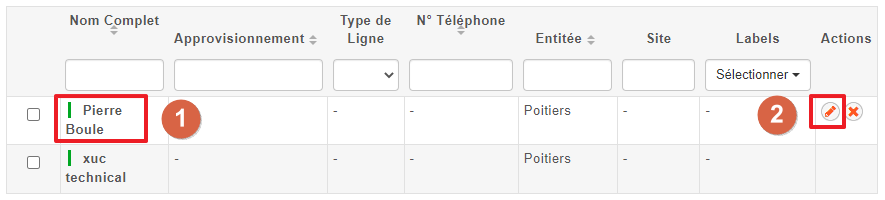 Nom Complet Approvisionnement Type de Ligne N° Téléphone Entitée Site Labels Actions
Sélectionner
Pierre Boule - - - Poitiers - -
1
2
xuc technical - - - Poitiers - -